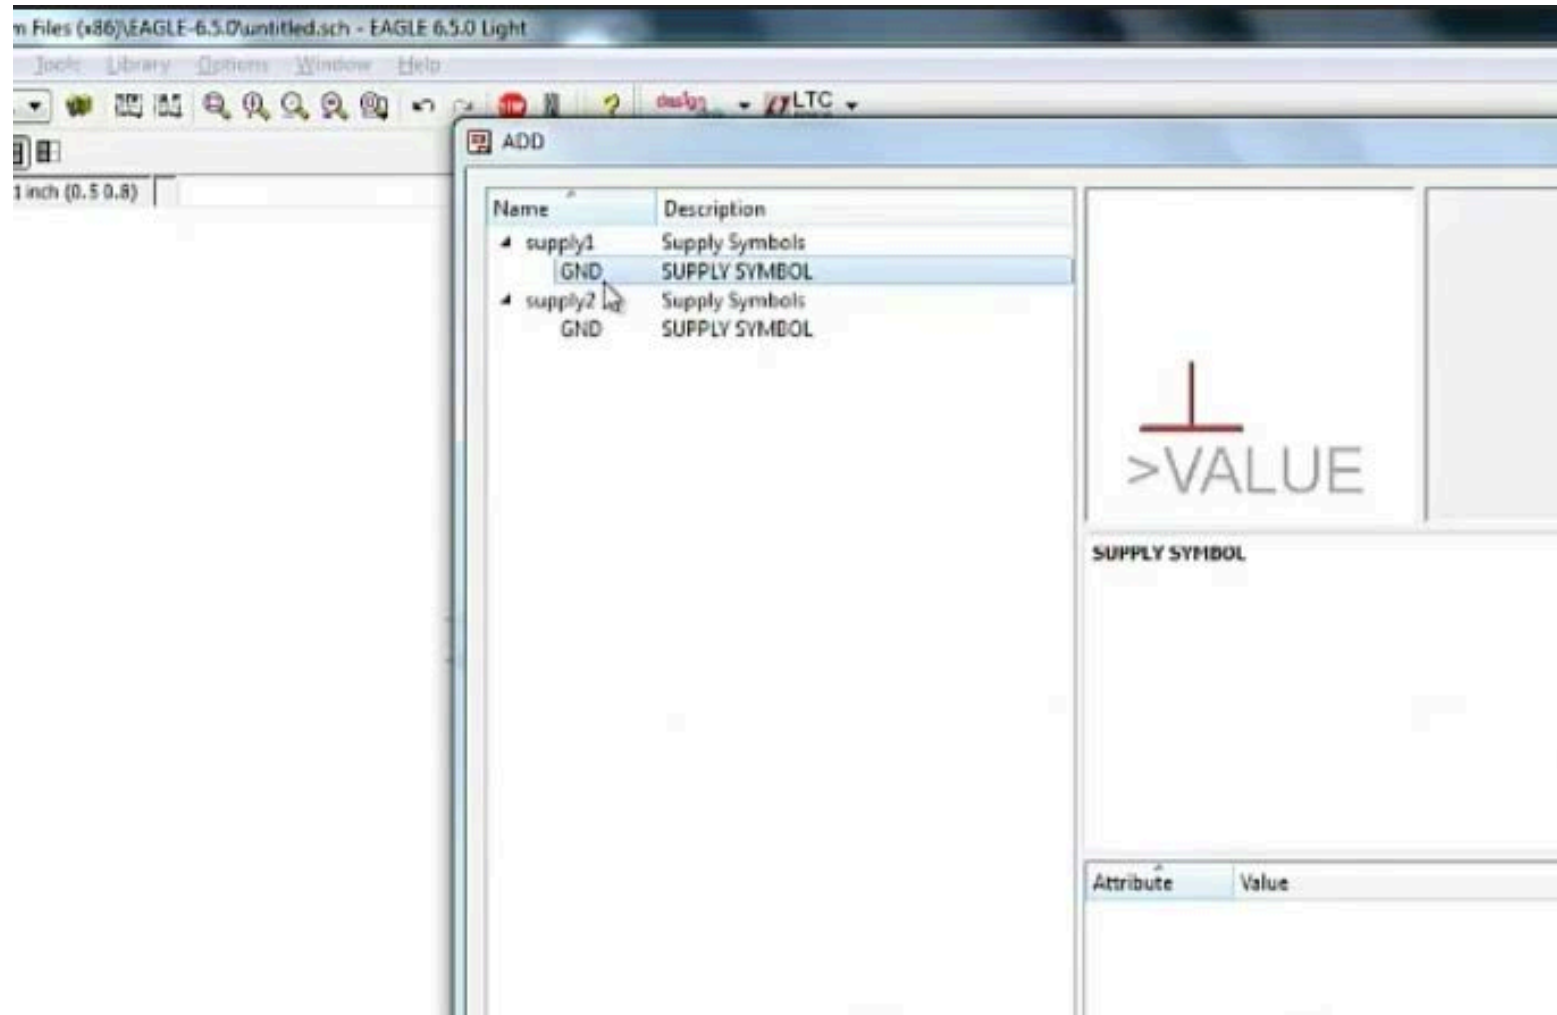 m Files (x86)\EAGLE-6.5.0\untitled.sch - EAGLE 6.5.0 Light
Tools Library Options Window Help
design LTC
1 inch (0.5 0.8)
ADD
Name Description
supply1 Supply Symbols
GND SUPPLY SYMBOL
supply2 Supply Symbols
GND SUPPLY SYMBOL
>VALUE
SUPPLY SYMBOL
Attribute Value